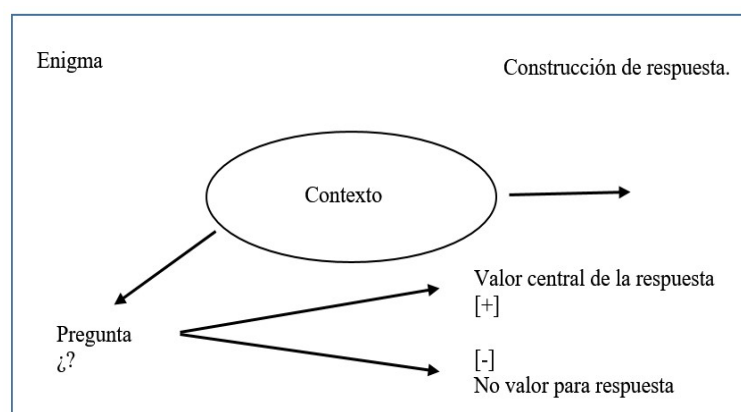 Enigma
Construcción de respuesta.
Contexto
Valor central de la respuesta
[+]
Pregunta
¿?
[-]
No valor para respuesta